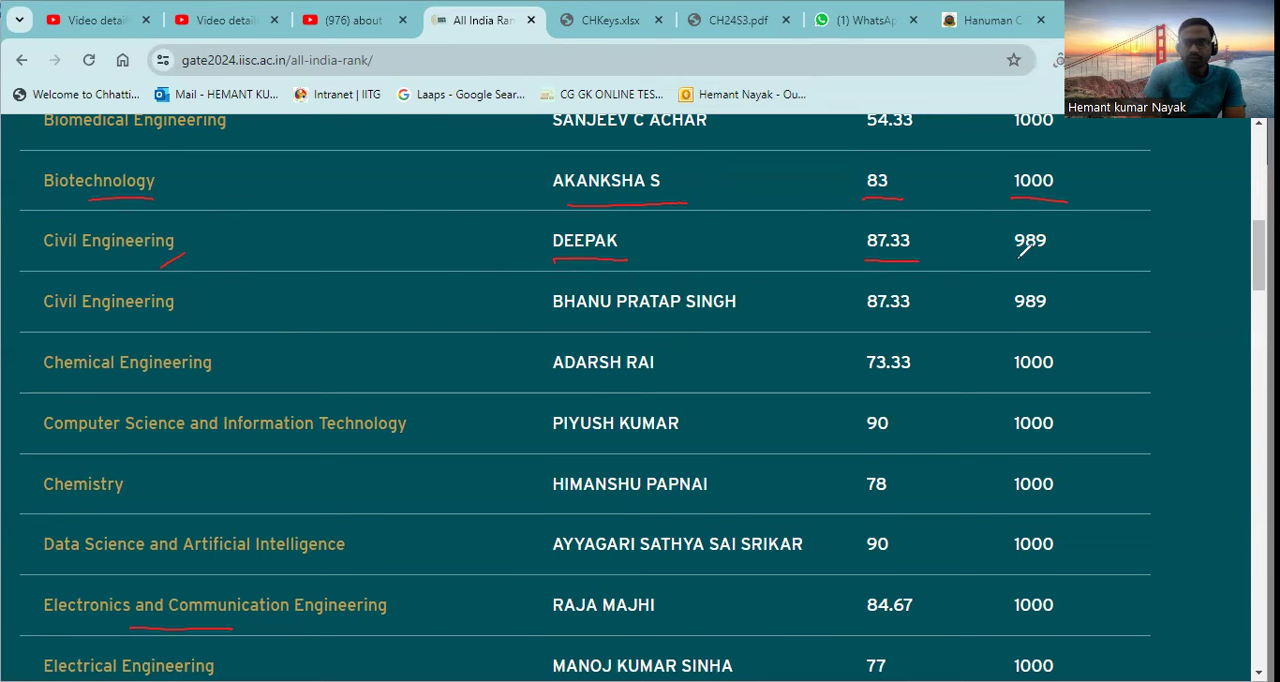 Video detai
Video detai
(976) about
All India Ran
CHKeys.xlsx
CH24S3.pdf
(1) WhatsAp
Hanuman C
gate2024.iisc.ac.in/all-india-rank/
Welcome to Chhatti...
Mail - HEMANT KU...
Intranet | IITG
Laaps - Google Sear...
CG GK ONLINE TES...
Hemant Nayak - Ou...
Hemant kumar Nayak
Biomedical Engineering SANJEEV C ACHAR 54.33 1000
Biotechnology AKANKSHA S 83 1000
Civil Engineering DEEPAK 87.33 989
Civil Engineering BHANU PRATAP SINGH 87.33 989
Chemical Engineering ADARSH RAI 73.33 1000
Computer Science and Information Technology PIYUSH KUMAR 90 1000
Chemistry HIMANSHU PAPNAI 78 1000
Data Science and Artificial Intelligence AYYAGARI SATHYA SAI SRIKAR 90 1000
Electronics and Communication Engineering RAJA MAJHI 84.67 1000
Electrical Engineering MANOJ KUMAR SINHA 77 1000